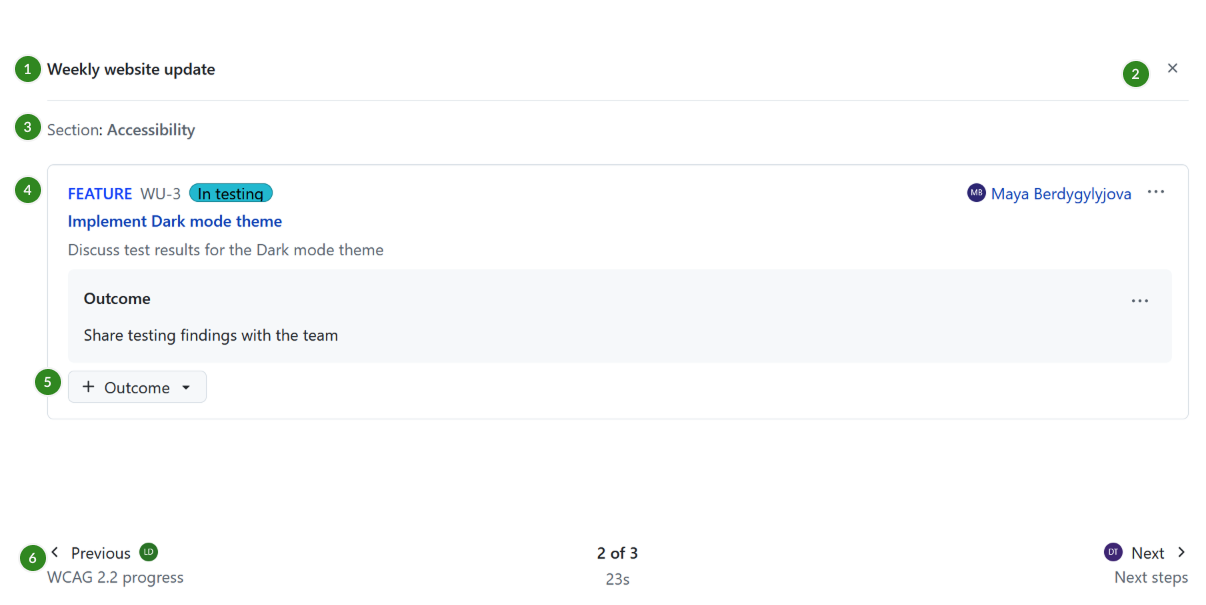 1 Weekly website update 2 ×
3 Section: Accessibility
4 FEATURE WU-3 In testing MB Maya Berdygylyjova ...
Implement Dark mode theme
Discuss test results for the Dark mode theme
Outcome ...
Share testing findings with the team
5 + Outcome
6 < Previous LD 2 of 3 DT Next >
WCAG 2.2 progress 23s Next steps